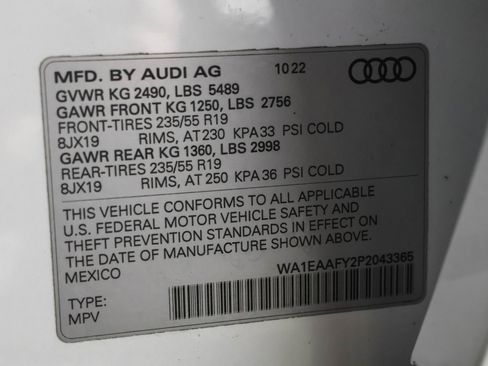 MFD. BY AUDI AG 10 22
GVWR KG 2490, LBS 5489
GAWR FRONT KG 1250, LBS 2756
FRONT-TIRES 235/55 R19
8JX19 RIMS, AT 230 KPA 33 PSI COLD
GAWR REAR KG 1360, LBS 2998
REAR-TIRES 235/55 R19
8JX19 RIMS, AT 250 KPA 36 PSI COLD
THIS VEHICLE CONFORMS TO ALL APPLICABLE
U.S. FEDERAL MOTOR VEHICLE SAFETY AND
THEFT PREVENTION STANDARDS IN EFFECT ON
THE DATE OF MANUFACTURE SHOWN ABOVE.
MEXICO
WA1EAAFY2P2043365
TYPE:
MPV